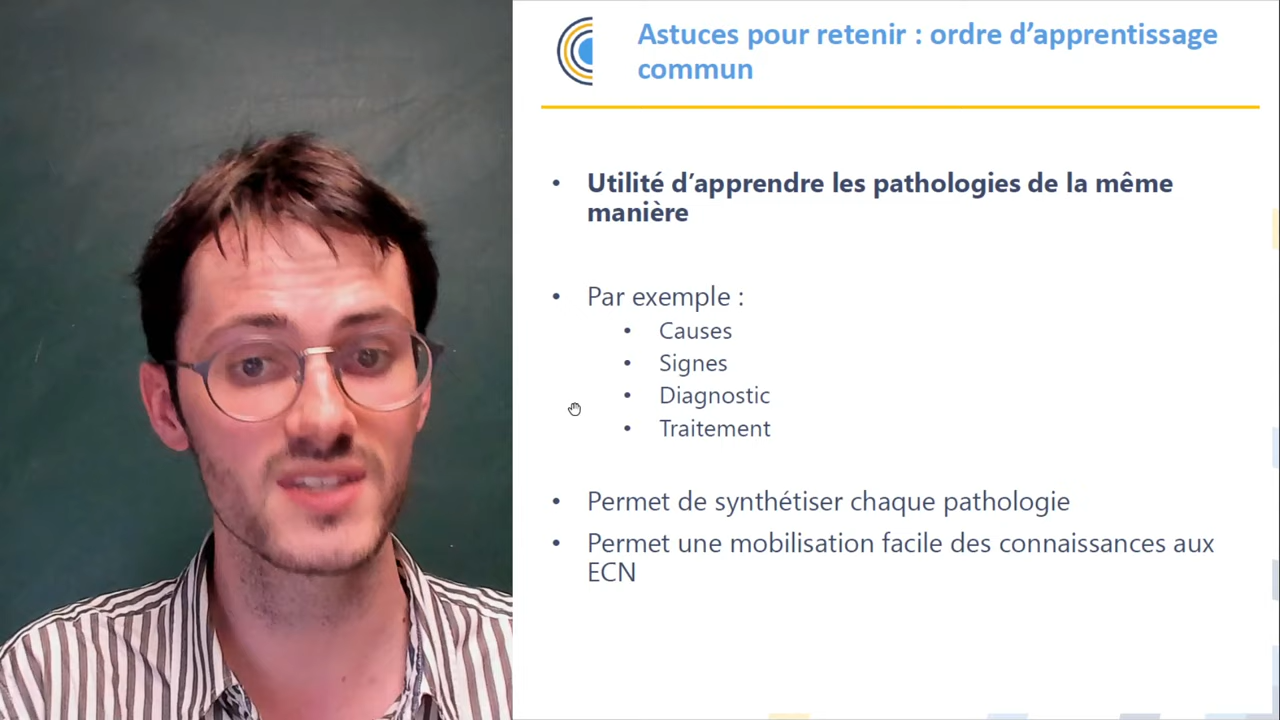 Astuces pour retenir : ordre d’apprentissage
commun
• Utilité d’apprendre les pathologies de la même
manière
• Par exemple :
• Causes
• Signes
• Diagnostic
• Traitement
• Permet de synthétiser chaque pathologie
• Permet une mobilisation facile des connaissances aux
ECN